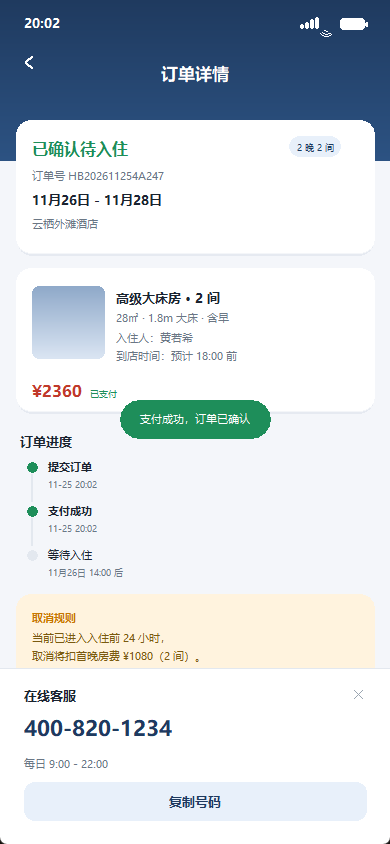 20:02
订单详情
已确认待入住
2 晚 2 间
订单号 HB202611254A247
11月26日 - 11月28日
云栖外滩酒店
高级大床房 • 2 间
28㎡ · 1.8m 大床 · 含早
入住人：黄若希
到店时间：预计 18:00 前
¥2360 已支付
支付成功，订单已确认
订单进度
提交订单
11-25 20:02
支付成功
11-25 20:02
等待入住
11月26日 14:00 后
取消规则
当前已进入入住前 24 小时，
取消将扣首晚房费 ¥1080（2 间）。
在线客服
400-820-1234
每日 9:00 - 22:00
复制号码